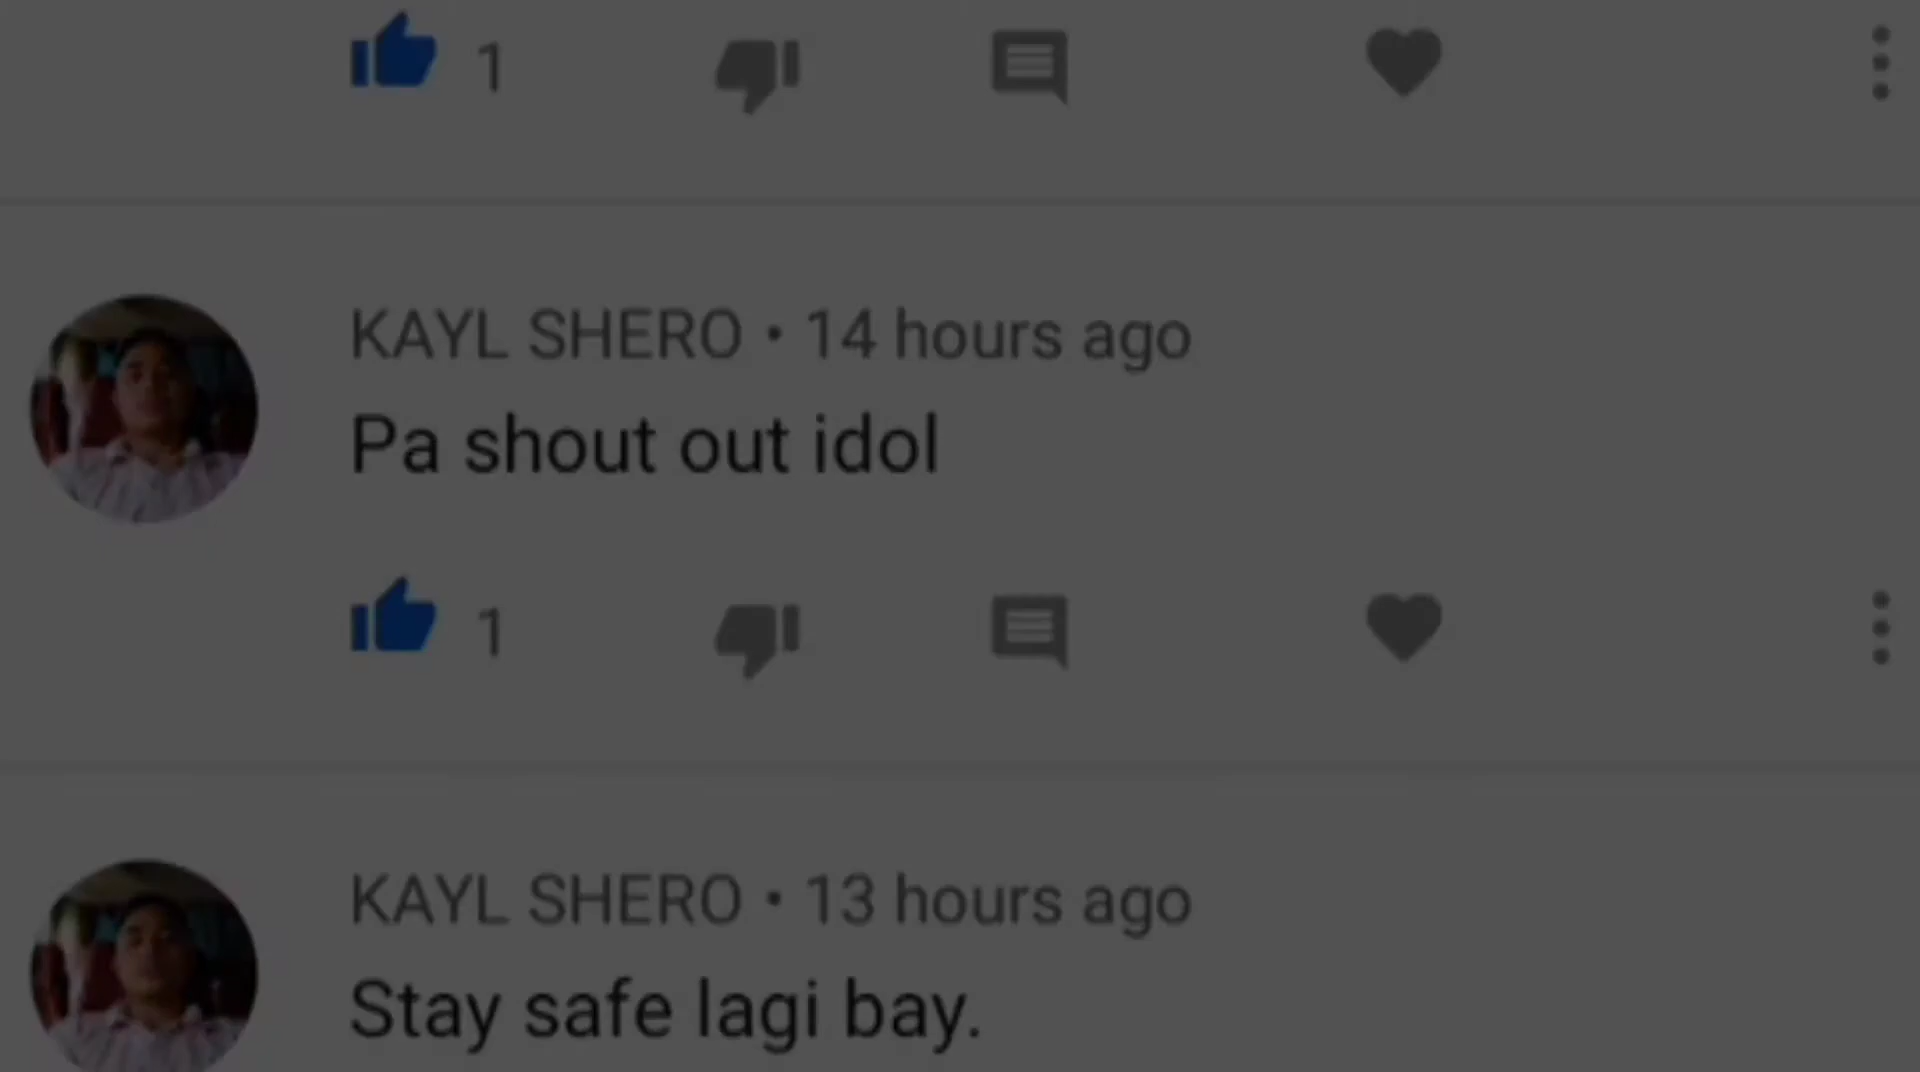 1
KAYL SHERO • 14 hours ago
Pa shout out idol
1
KAYL SHERO • 13 hours ago
Stay safe lagi bay.